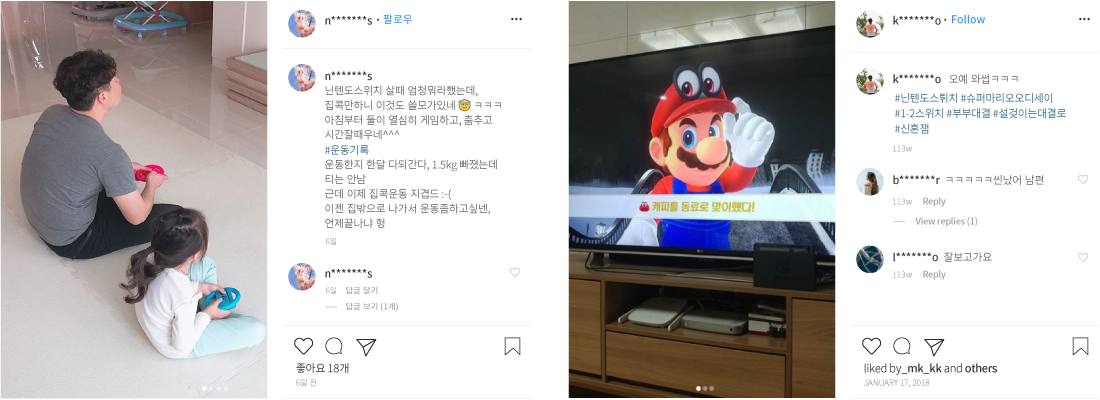 n*******s • 팔로우
n*******s
닌텐도스위치 살때 엄청뭐라했는데,
집콕만하니 이것도 쓸모가있네😇 ㅋㅋㅋ
아침부터 둘이 열심히 게임하고, 춤추고
시간잘때우네^^^
#운동기록
운동한지 한달 다되간다, 1.5kg 빠졌는데
티는 안남
근데 이제 집콕운동 지겹드 :-(
이젠 집밖으로 나가서 운동좀하고싶넨,
언제끝나냐 헝
6일
n*******s
6일 답글 달기
답글 보기 (1개)
좋아요 18개
6일 전
캐피를 동료로 맞이했다!
LG
k*******o • Follow
k*******o 오예 와썹ㅋㅋㅋ
#닌텐도스튀치 #슈퍼마리오오디세이
#1-2스위치 #부부대결 #설겆이는대결로
#신혼잼
113w
b*******r ㅋㅋㅋㅋㅋ씬났어 남편
113w Reply
View replies (1)
l*******o 잘보고가요
113w Reply
liked by_mk_kk and others
JANUARY 17, 2018